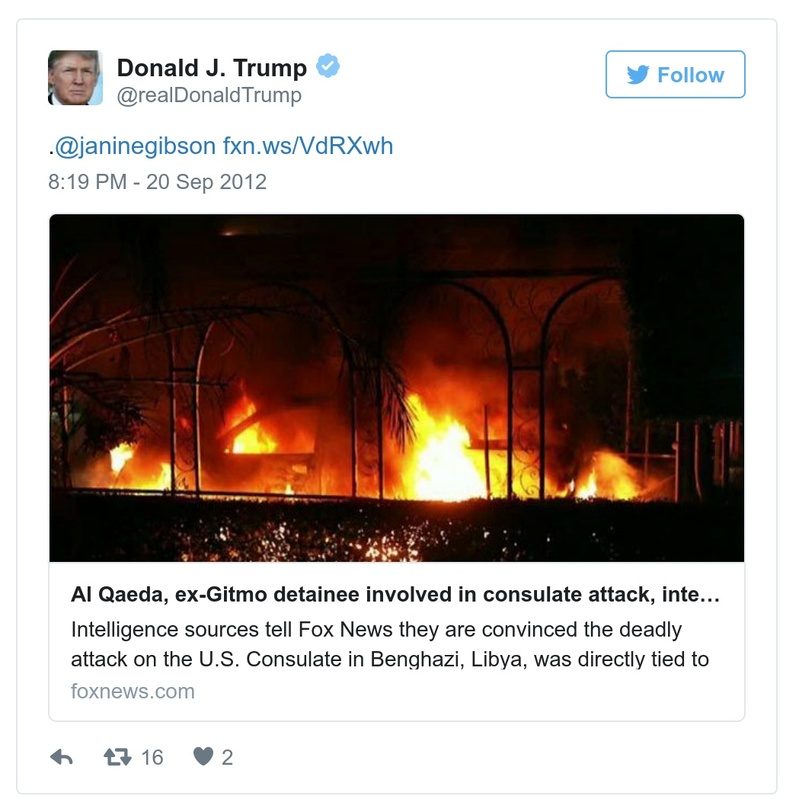 Donald J. Trump
@realDonaldTrump
Follow
.@janinegibson fxn.ws/VdRXwh
8:19 PM - 20 Sep 2012
Al Qaeda, ex-Gitmo detainee involved in consulate attack, inte…
Intelligence sources tell Fox News they are convinced the deadly
attack on the U.S. Consulate in Benghazi, Libya, was directly tied to
foxnews.com
16
2